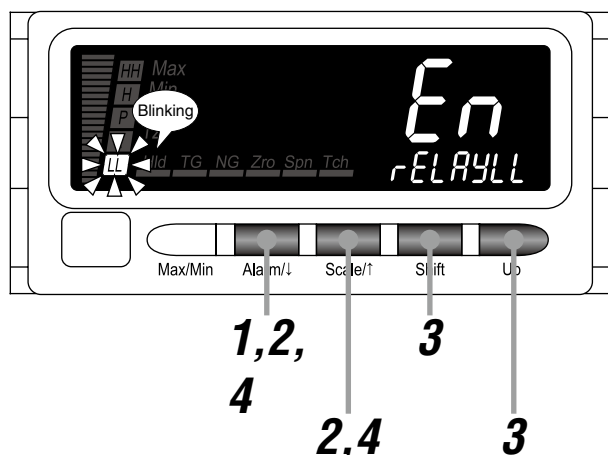 HH Max
H Min
P
Blinking
LL Hld TG NG Zro Spn Tch
En
rELAYLL
Max/Min Alarm/↓ Scale/↑ Shift Up
1,2, 3
4
2,4 3